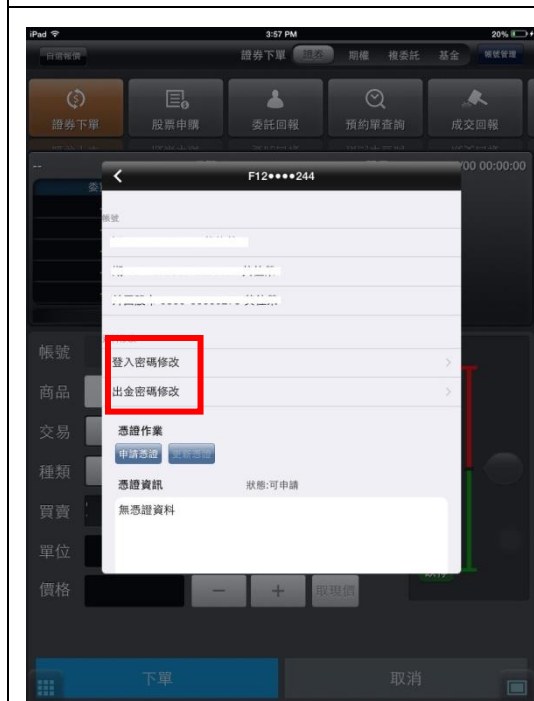 iPad 3:57 PM 20%
自選報價 證券下單 證券 期權 複委託 基金 帳號管理
證券下單 股票申購 委託回報 預約單查詢 成交回報
-- /00 00:00:00
F12●●●●244
帳號
登入密碼修改
出金密碼修改
憑證作業
申請憑證 更新憑證
憑證資訊 狀態:可申請
無憑證資料
帳號
商品
交易
種類
買賣
單位
價格 − + 取現價
下單 取消